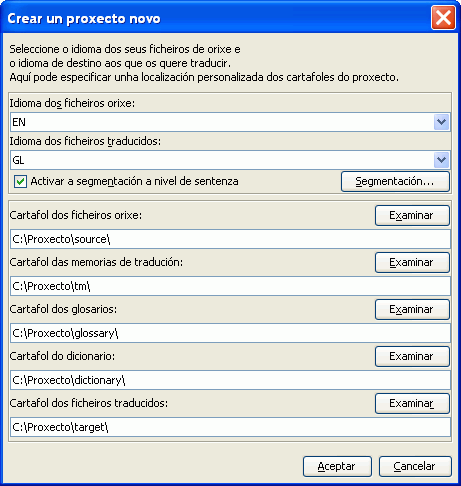 Crear un proxecto novo
Seleccione o idioma dos seus ficheiros de orixe e
o idioma de destino aos que os quere traducir.
Aquí pode especificar unha localización personalizada dos cartafoles do proxecto.
Idioma dos ficheiros orixe:
EN
Idioma dos ficheiros traducidos:
GL
Activar a segmentación a nivel de sentenza
Segmentación...
Cartafol dos ficheiros orixe:
Examinar
C:\Proxecto\source\
Cartafol das memorias de tradución:
Examinar
C:\Proxecto\tm\
Cartafol dos glosarios:
Examinar
C:\Proxecto\glossary\
Cartafol do dicionario:
Examinar
C:\Proxecto\dictionary\
Cartafol dos ficheiros traducidos:
Examinar
C:\Proxecto\target\
Aceptar
Cancelar